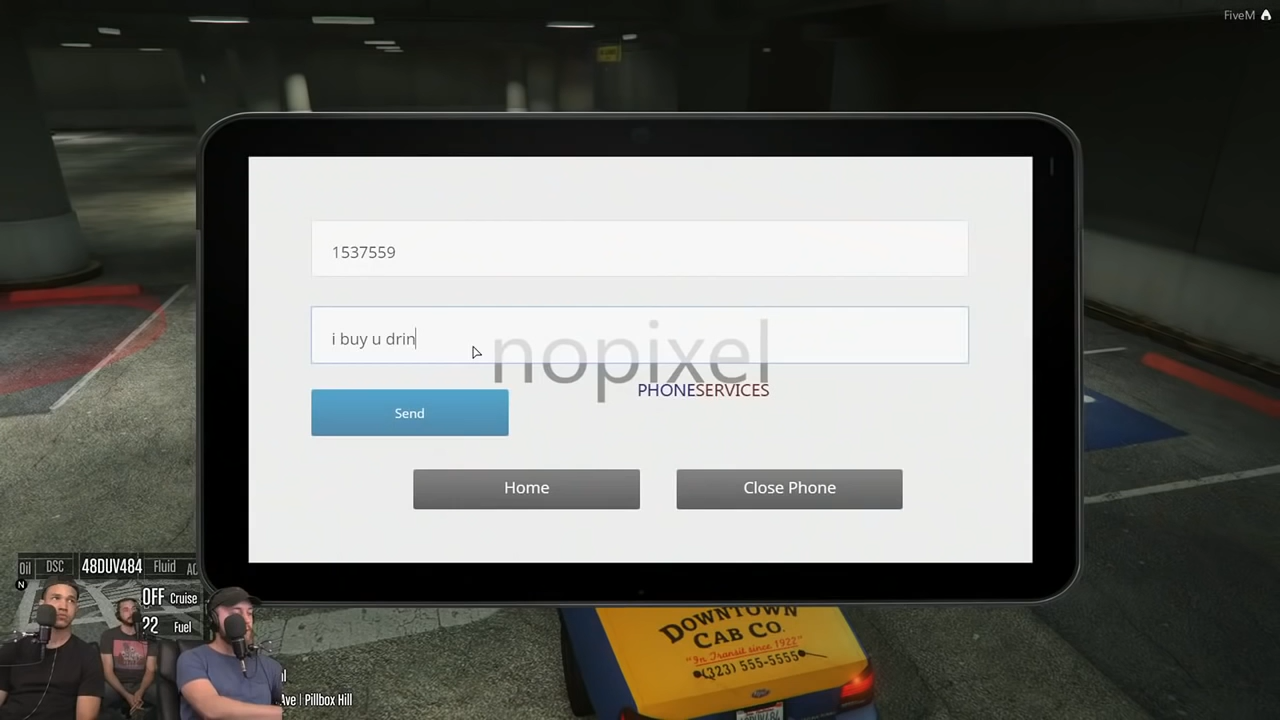 FiveM
1537559
i buy u drin
nopixel
PHONESERVICES
Send
Home
Close Phone
Oil DSC 48DUV484 Fluid AC
N
OFF Cruise
22 Fuel
Ave | Pillbox Hill
DOWNTOWN
CAB CO.
"In Transit since 1922"
(323) 555-5555